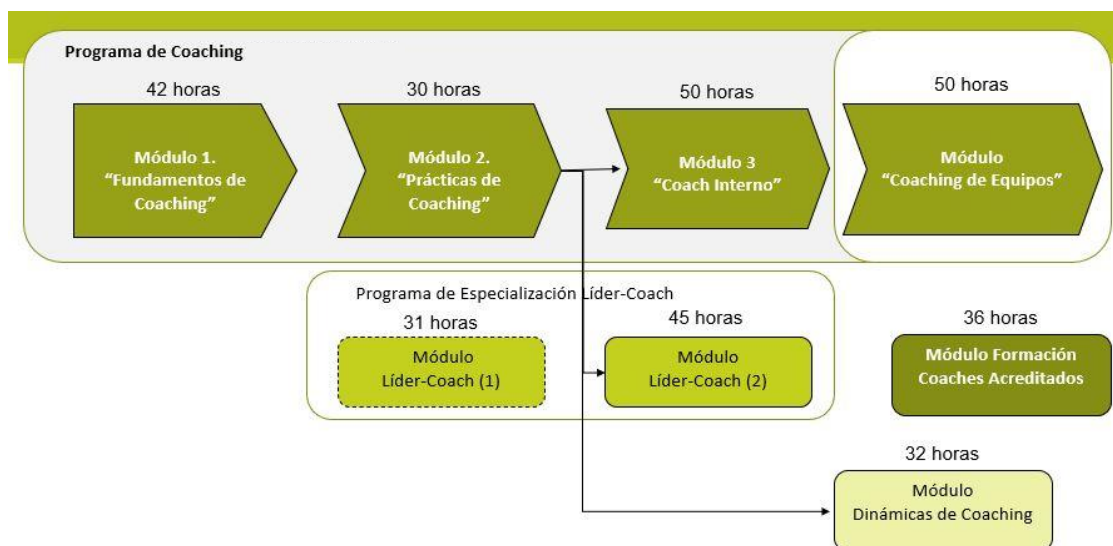 Programa de Coaching
42 horas
30 horas
50 horas
50 horas
Módulo 1.
“Fundamentos de
Coaching”
Módulo 2.
“Prácticas de
Coaching”
Módulo 3
“Coach Interno”
Módulo
“Coaching de Equipos”
Programa de Especialización Líder-Coach
31 horas
45 horas
36 horas
Módulo
Líder-Coach (1)
Módulo
Líder-Coach (2)
Módulo Formación
Coaches Acreditados
32 horas
Módulo
Dinámicas de Coaching